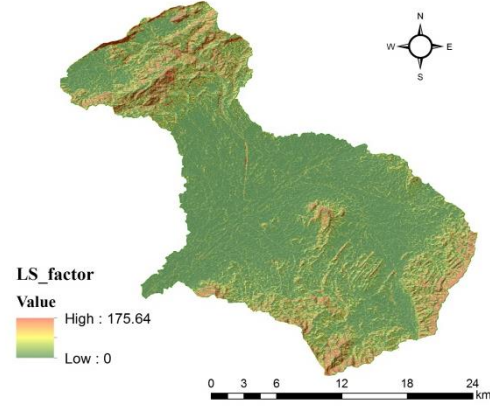 N
W E
S
LS_factor
Value
High : 175.64
Low : 0
0 3 6 12 18 24
km